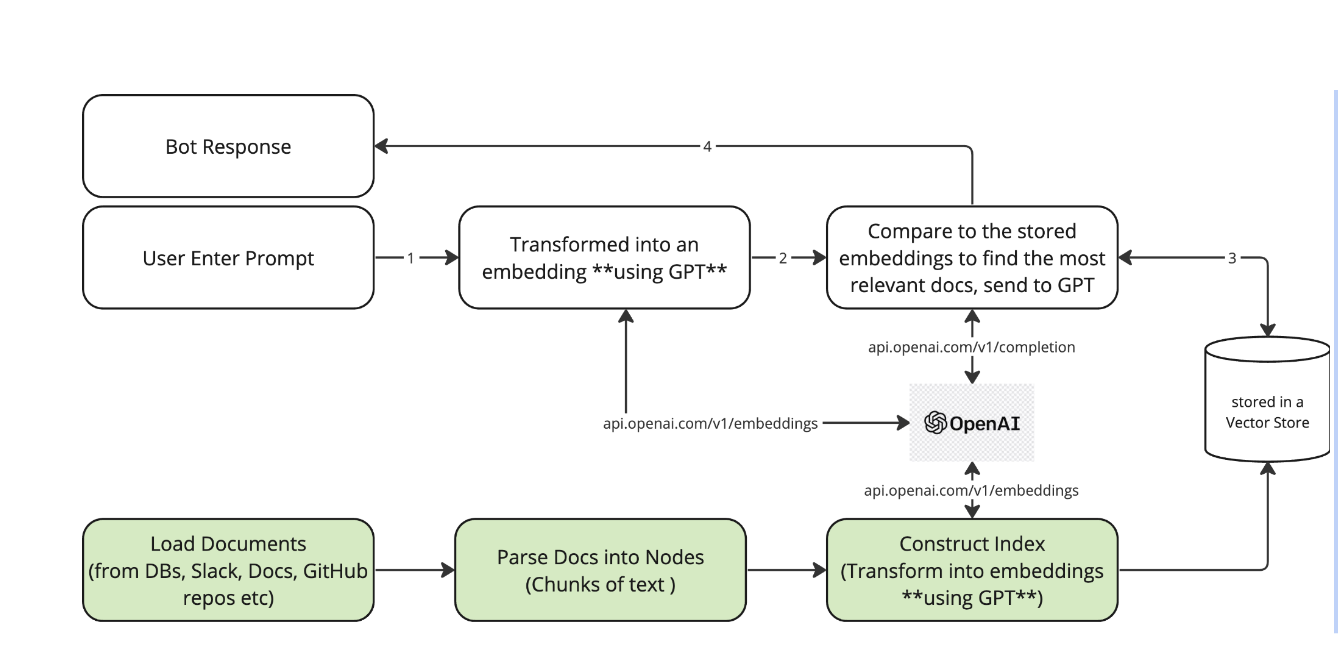 Bot Response
4
User Enter Prompt
1
Transformed into an
embedding **using GPT**
2
Compare to the stored
embeddings to find the most
relevant docs, send to GPT
3
api.openai.com/v1/completion
stored in a
Vector Store
api.openai.com/v1/embeddings
OpenAI
api.openai.com/v1/embeddings
Load Documents
(from DBs, Slack, Docs, GitHub
repos etc)
Parse Docs into Nodes
(Chunks of text )
Construct Index
(Transform into embeddings
**using GPT**)